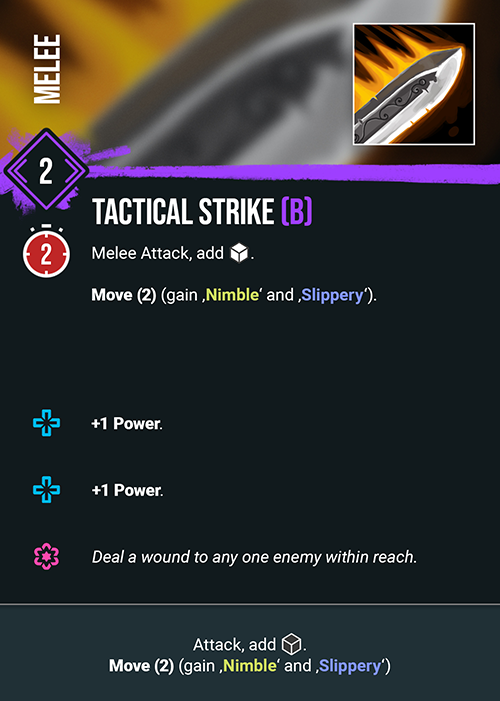 MELEE
2
TACTICAL STRIKE (B)
2
Melee Attack, add .
Move (2) (gain ‚Nimble‘ and ‚Slippery‘).
+1 Power.
+1 Power.
Deal a wound to any one enemy within reach.
Attack, add .
Move (2) (gain ‚Nimble‘ and ‚Slippery‘)